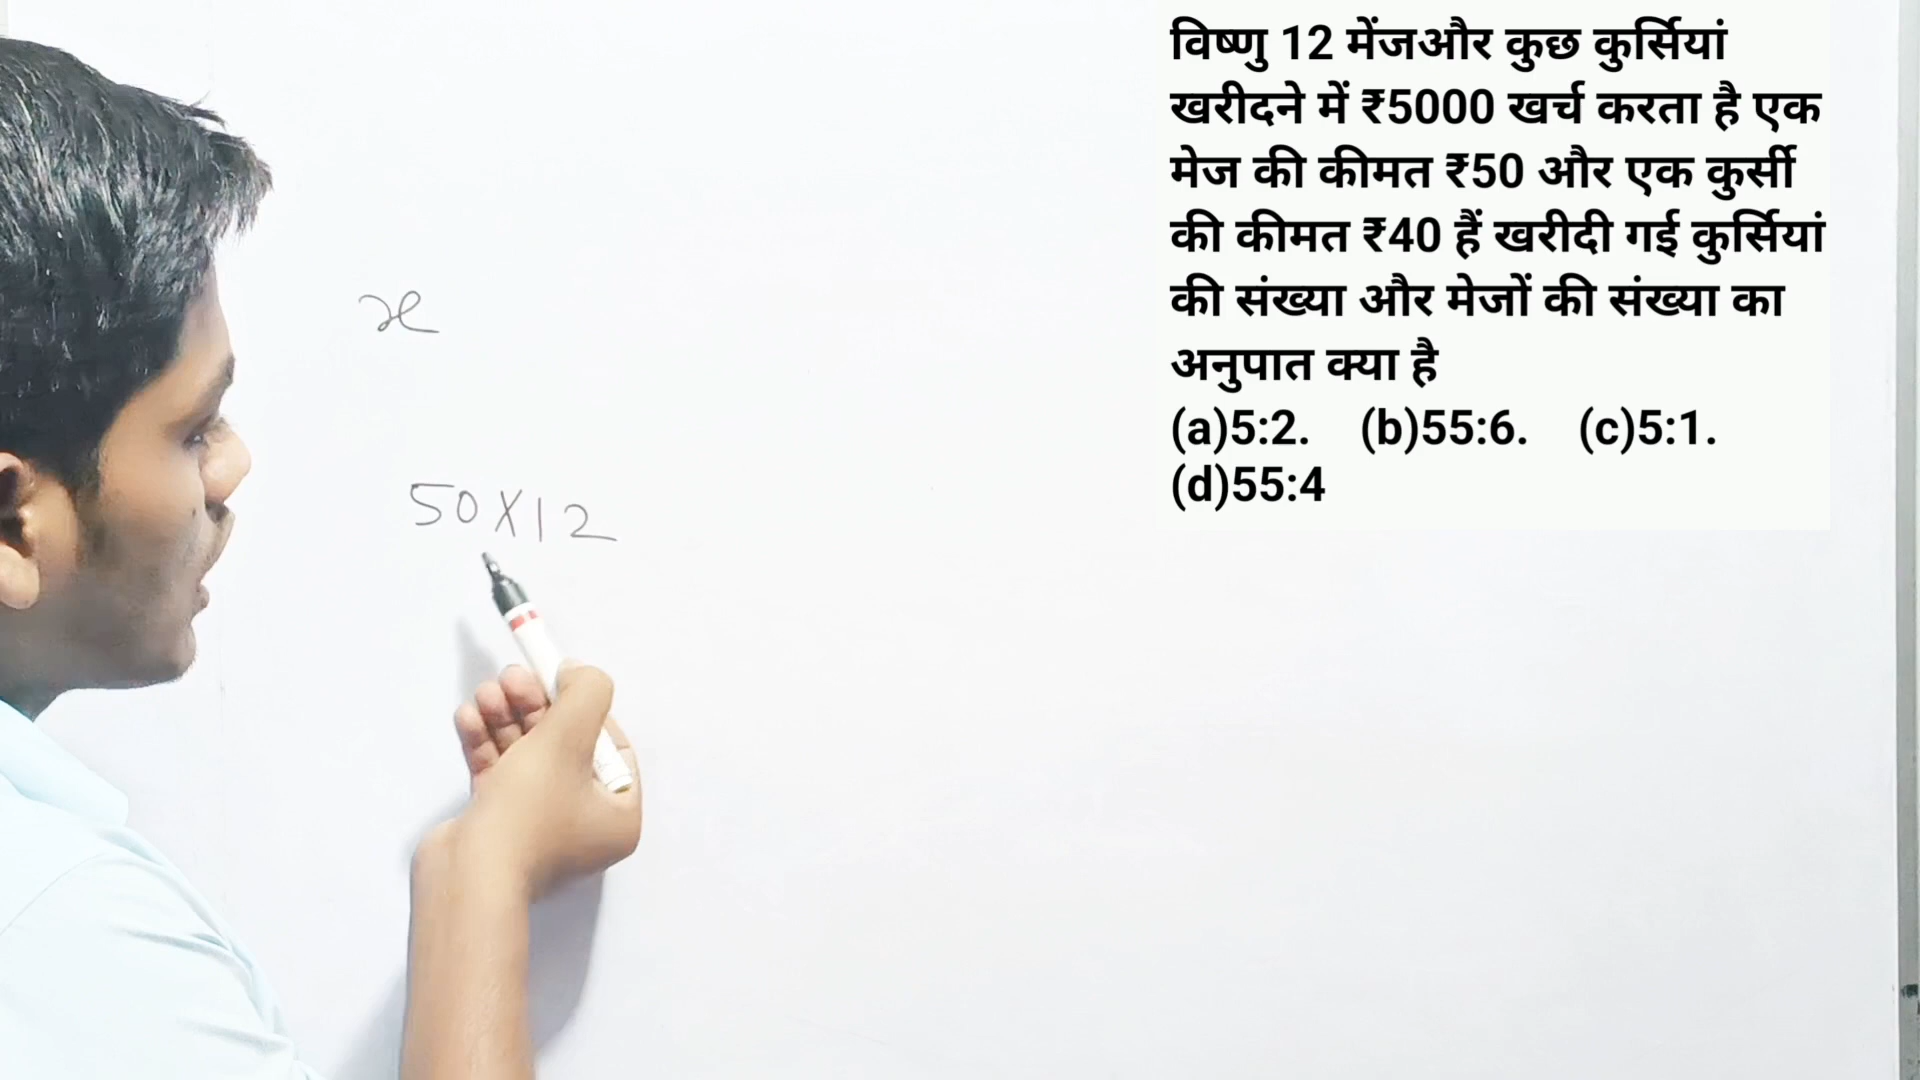 विष्णु 12 मेंजऔर कुछ कुर्सियां
खरीदने में ₹5000 खर्च करता है एक
मेज की कीमत ₹50 और एक कुर्सी
की कीमत ₹40 हैं खरीदी गई कुर्सियां
की संख्या और मेजों की संख्या का
अनुपात क्या है
(a)5:2. (b)55:6. (c)5:1.
(d)55:4
x
50X12